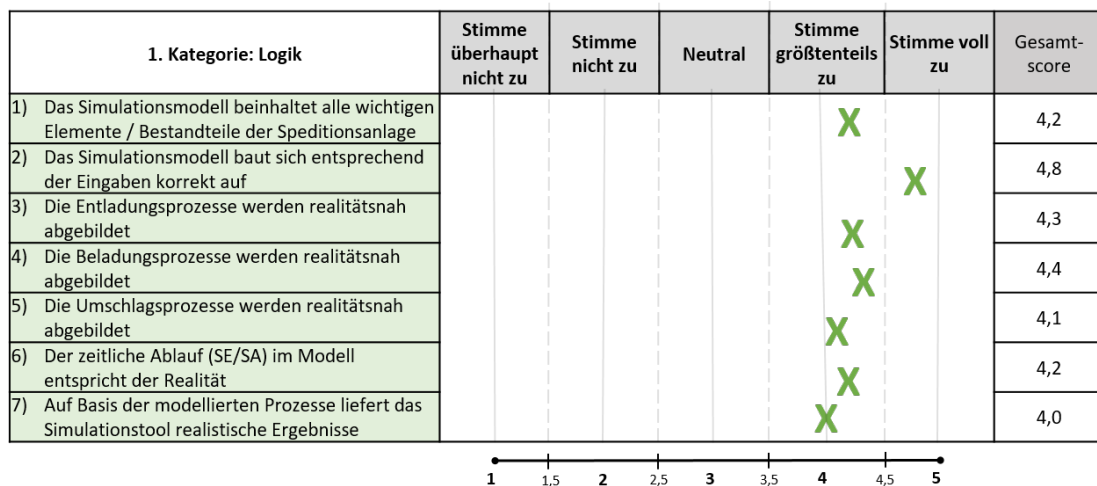 1. Kategorie: Logik
Stimme überhaupt nicht zu
Stimme nicht zu
Neutral
Stimme größtenteils zu
Stimme voll zu
Gesamt-score
1) Das Simulationsmodell beinhaltet alle wichtigen
Elemente / Bestandteile der Speditionsanlage
X
4,2
2) Das Simulationsmodell baut sich entsprechend
der Eingaben korrekt auf
X
4,8
3) Die Entladungsprozesse werden realitätsnah
abgebildet
X
4,3
4) Die Beladungsprozesse werden realitätsnah
abgebildet
X
4,4
5) Die Umschlagsprozesse werden realitätsnah
abgebildet
X
4,1
6) Der zeitliche Ablauf (SE/SA) im Modell
entspricht der Realität
X
4,2
7) Auf Basis der modellierten Prozesse liefert das
Simulationstool realistische Ergebnisse
X
4,0
1 1,5 2 2,5 3 3,5 4 4,5 5